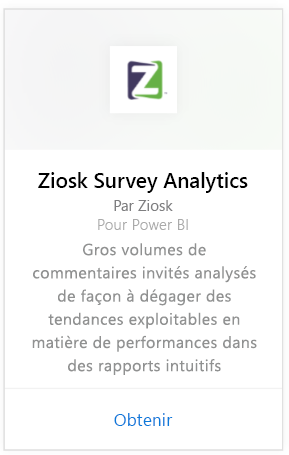 Z
Ziosk Survey Analytics
Par Ziosk
Pour Power BI
Gros volumes de
commentaires invités analysés
de façon à dégager des
tendances exploitables en
matière de performances dans
des rapports intuitifs
Obtenir